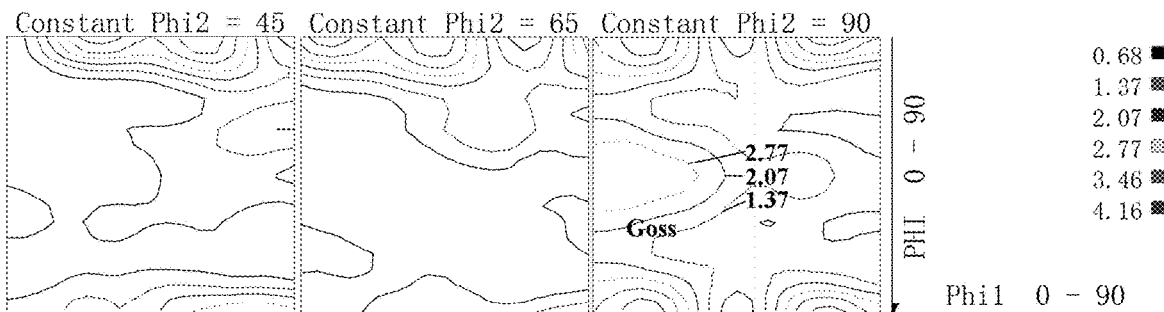 Constant Phi2 = 45 Constant Phi2 = 65 Constant Phi2 = 90
0.68
1.37
2.07
2.77
3.46
4.16
2.77
2.07
1.37
Goss
PHI 0 - 90
Phi1 0 - 90